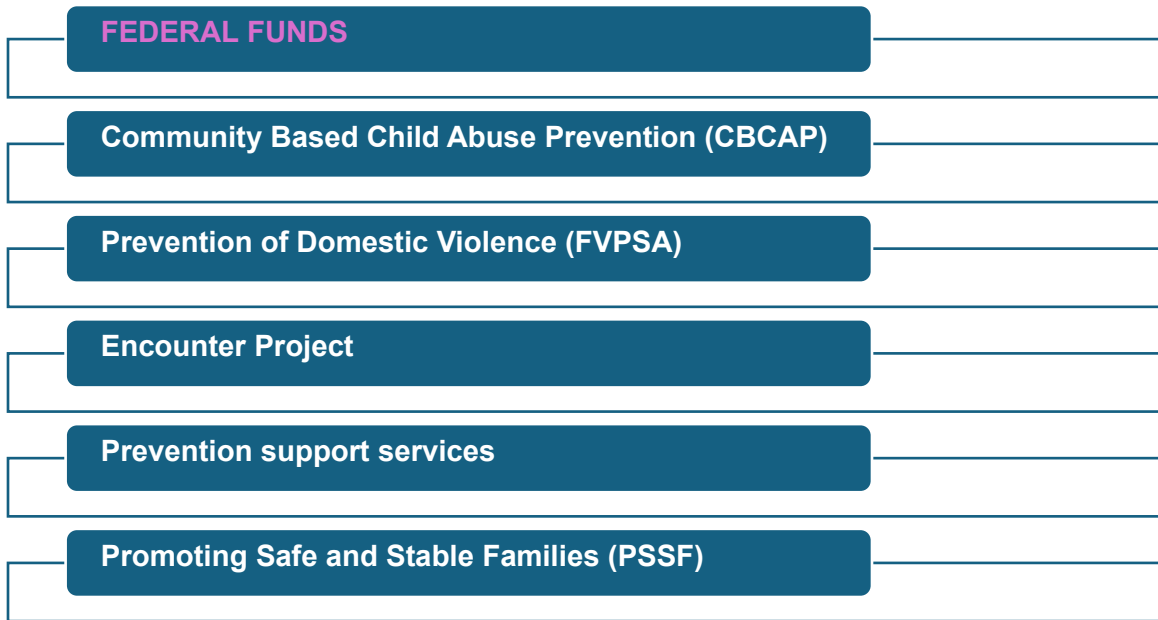 FEDERAL FUNDS
Community Based Child Abuse Prevention (CBCAP)
Prevention of Domestic Violence (FVPSA)
Encounter Project
Prevention support services
Promoting Safe and Stable Families (PSSF)